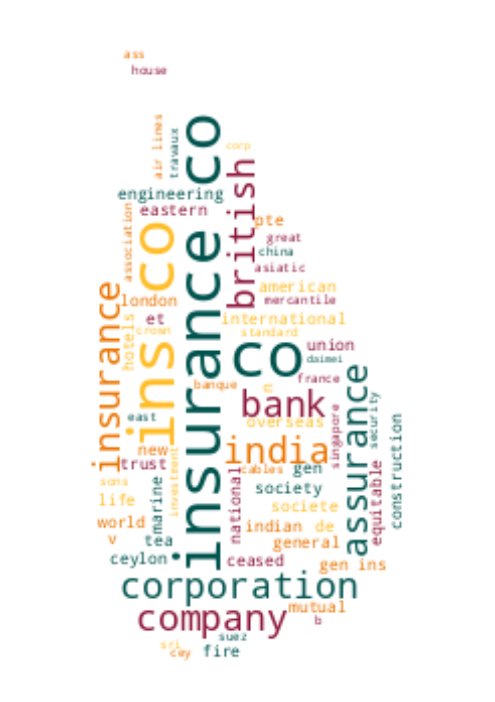 ass
house
insurance co
corp
air lines
travaux
british
engineering
eastern
association
pte
great
china
asiatic
american
mercantile
ins co
insurance
london
et
crown
hotels
international
standard
co
union
daimei
france
banque
n
bank
assurance
security
east
overseas
singapore
construction
new
india
trust
investment
cables
gen
equitable
sons
life
marine
national
society
societe
world
v
tea
indian
de
general
ceylon
ceased
gen ins
corporation
company
mutual
b
suez
sri
cey
fire